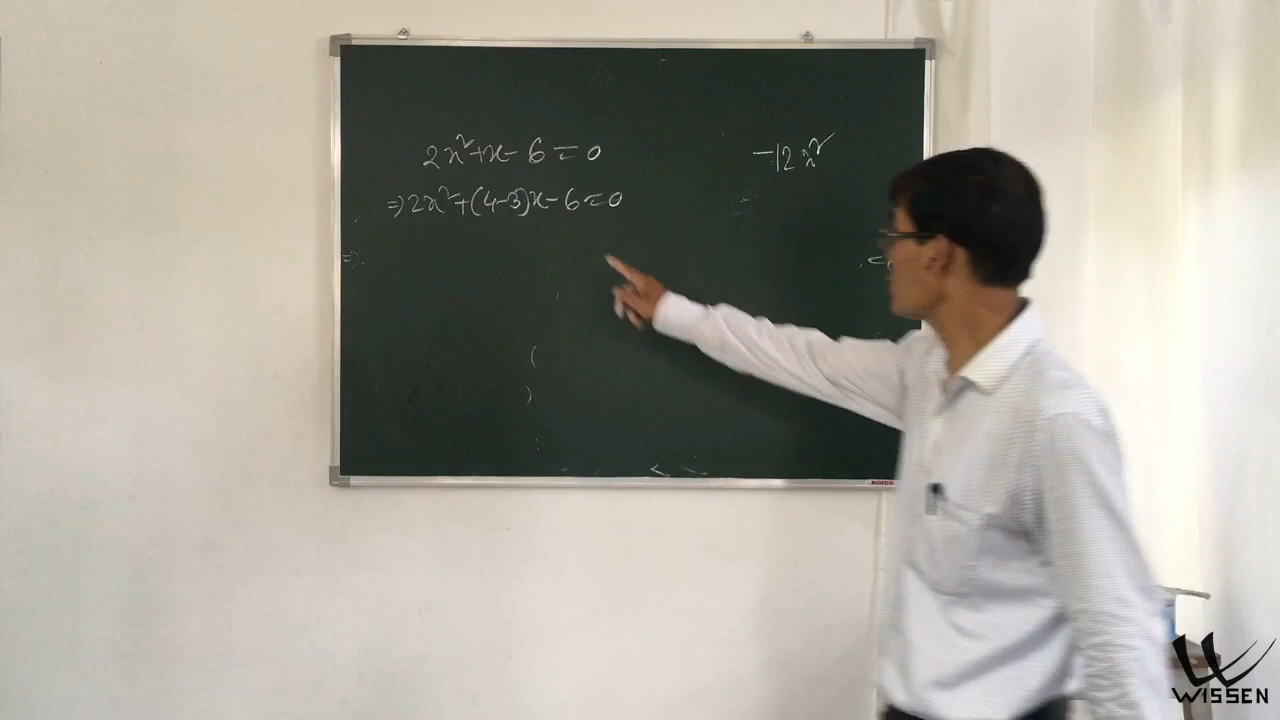 2x²+x-6=0
-12x²
⇒2x²+(4-3)x-6=0
⇒
WISSEN